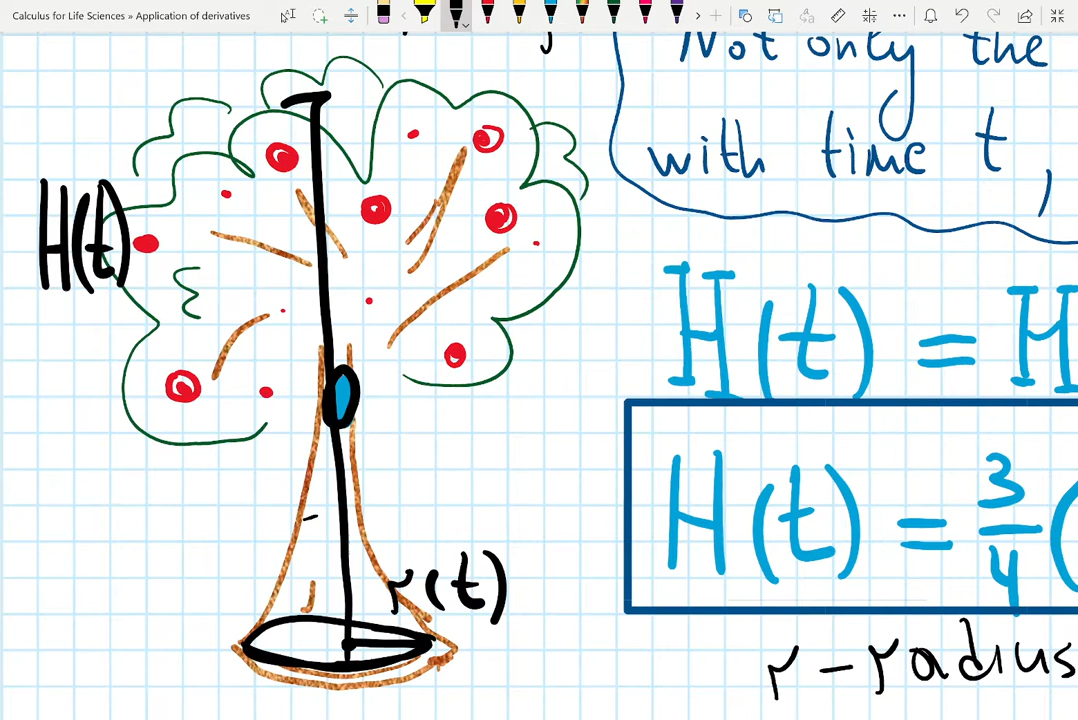 Calculus for Life Sciences » Application of derivatives
Not only the
with time t,
H(t)
H(t) = H
H(t) = 3/4 (
r(t)
r - radius